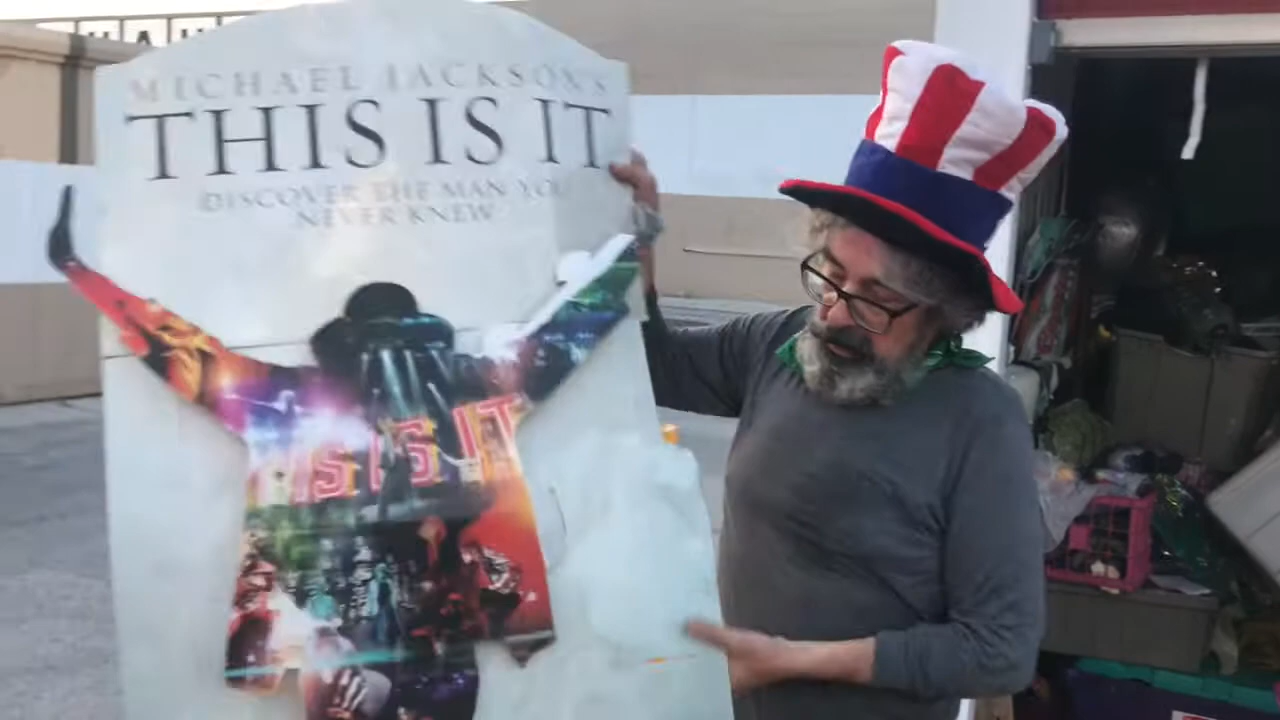 MICHAEL JACKSON'S
THIS IS IT
DISCOVER THE MAN YOU
NEVER KNEW
THIS IS IT